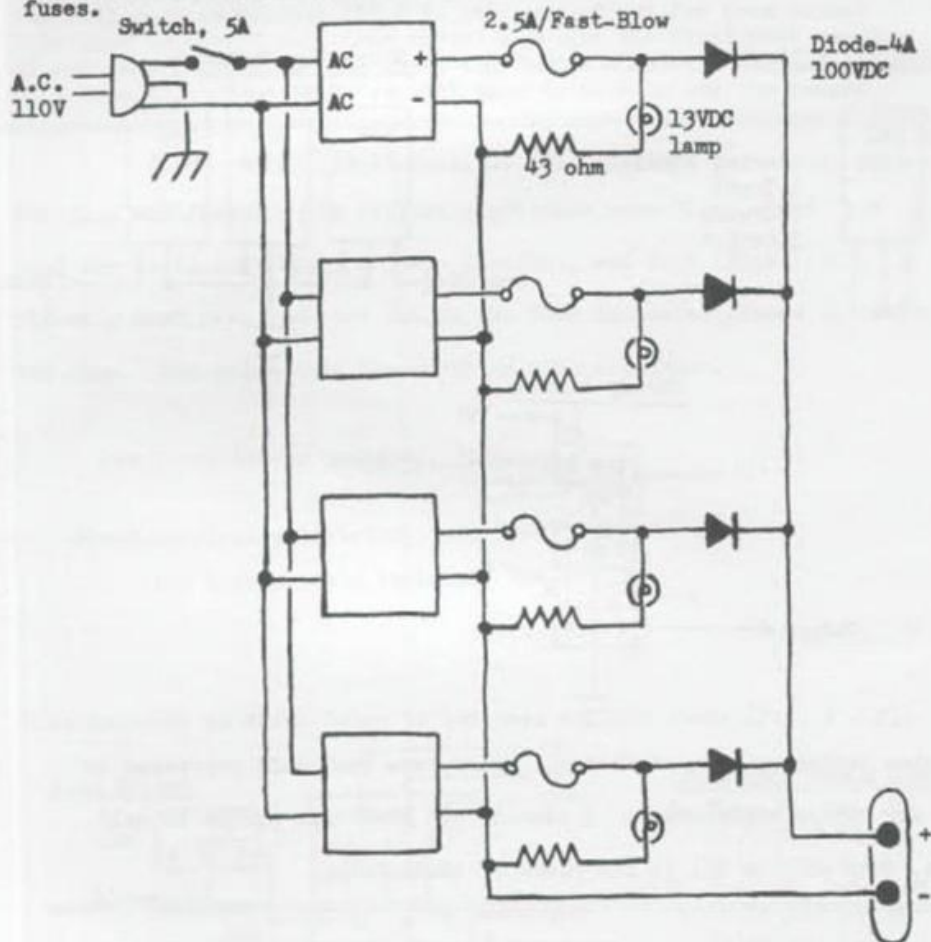 fuses.
Switch, 5A
2.5A/Fast-Blow
A.C.
110V
AC +
AC -
Diode-4A
100VDC
13VDC
lamp
43 ohm
+
-